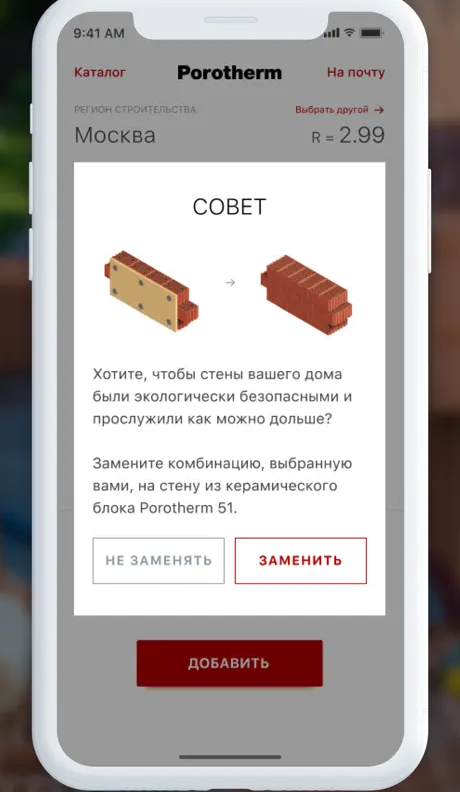 9:41 AM
Каталог
Porotherm
На почту
РЕГИОН СТРОИТЕЛЬСТВА
Выбрать другой →
Москва
R = 2.99
СОВЕТ
→
Хотите, чтобы стены вашего дома
были экологически безопасными и
прослужили как можно дольше?
Замените комбинацию, выбранную
вами, на стену из керамического
блока Porotherm 51.
НЕ ЗАМЕНЯТЬ
ЗАМЕНИТЬ
ДОБАВИТЬ